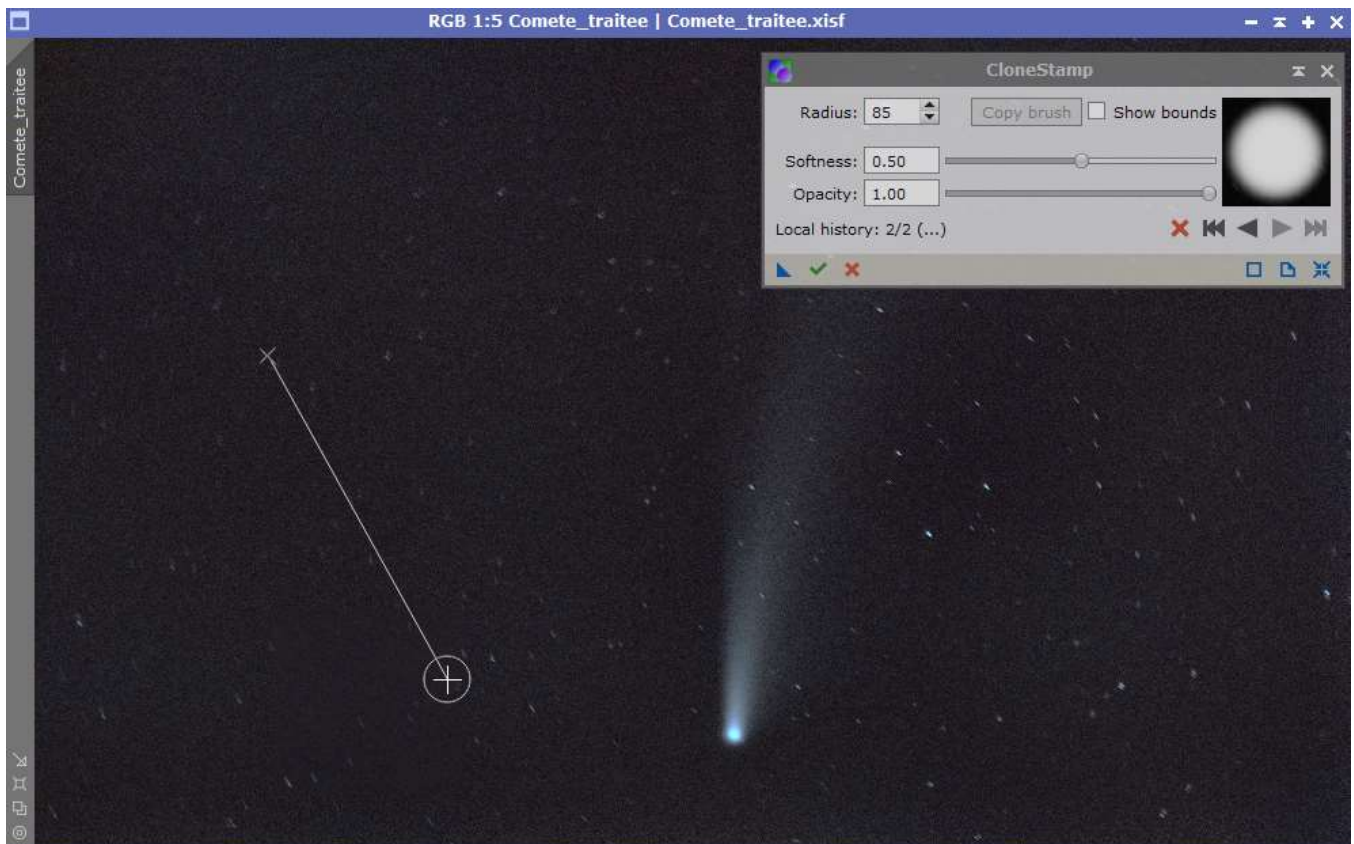 RGB 1:5 Comete_traitee | Comete_traitee.xisf
Comete_traitee
CloneStamp
Radius: 85 Copy brush Show bounds
Softness: 0.50
Opacity: 1.00
Local history: 2/2 (...)